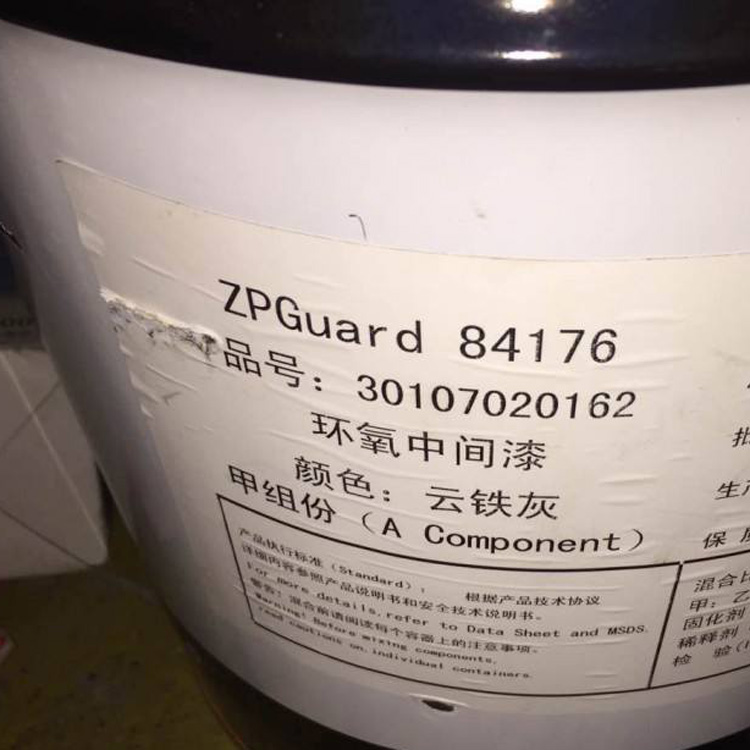 ZPGuard 84176
品号：30107020162
环氧中间漆
颜色：云铁灰
甲组份（A Component）
产品执行标准（Standard）： 根据产品技术协议
详细内容参照产品说明书和安全技术说明书。
For more details,refer to Data Sheet and MSDS.
警告：混合前请阅读每个容器上的注意事项。
Warning! Before mixing components,
read cautions on individual containers.
批
生产
保质
混合比
甲：乙
固化剂
稀释剂
检 验（